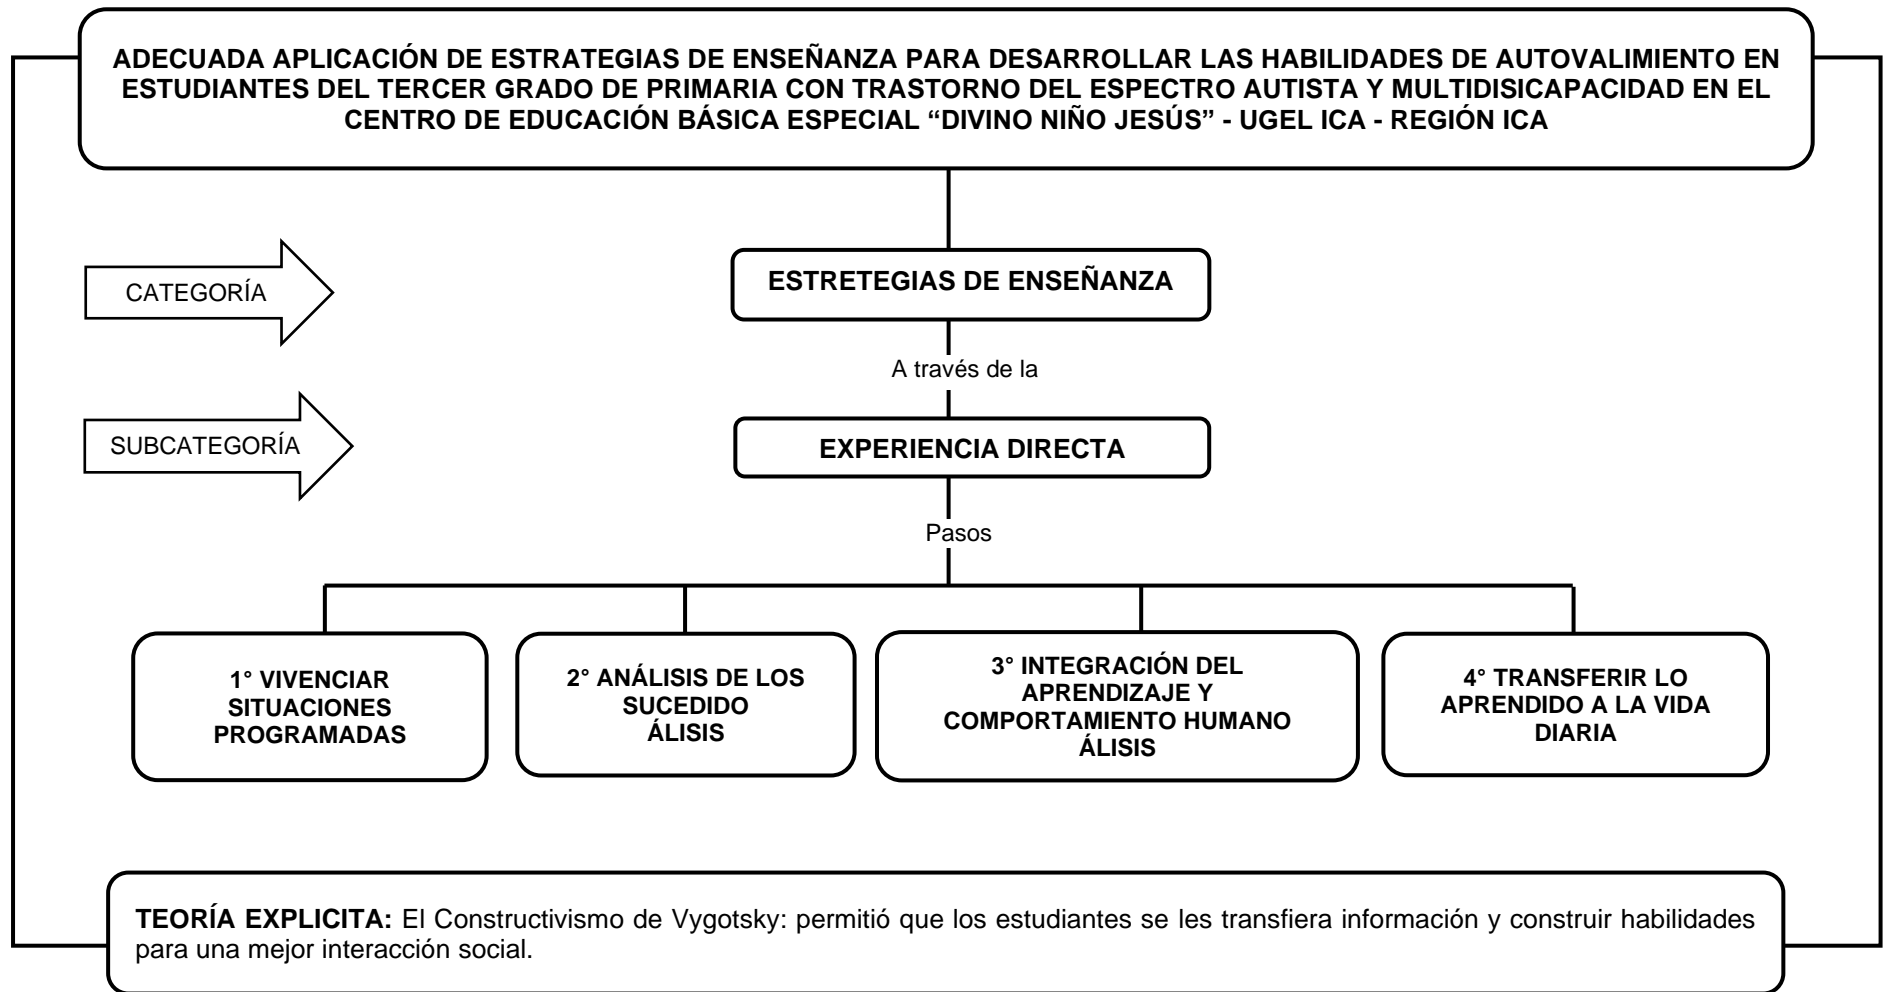 ADECUADA APLICACIÓN DE ESTRATEGIAS DE ENSEÑANZA PARA DESARROLLAR LAS HABILIDADES DE AUTOVALIMIENTO EN
ESTUDIANTES DEL TERCER GRADO DE PRIMARIA CON TRASTORNO DEL ESPECTRO AUTISTA Y MULTIDISICAPACIDAD EN EL
CENTRO DE EDUCACIÓN BÁSICA ESPECIAL “DIVINO NIÑO JESÚS” - UGEL ICA - REGIÓN ICA
CATEGORÍA
ESTRETEGIAS DE ENSEÑANZA
A través de la
SUBCATEGORÍA
EXPERIENCIA DIRECTA
Pasos
1° VIVENCIAR
SITUACIONES
PROGRAMADAS
2° ANÁLISIS DE LOS
SUCEDIDO
ÁLISIS
3° INTEGRACIÓN DEL
APRENDIZAJE Y
COMPORTAMIENTO HUMANO
ÁLISIS
4° TRANSFERIR LO
APRENDIDO A LA VIDA
DIARIA
TEORÍA EXPLICITA: El Constructivismo de Vygotsky: permitió que los estudiantes se les transfiera información y construir habilidades
para una mejor interacción social.